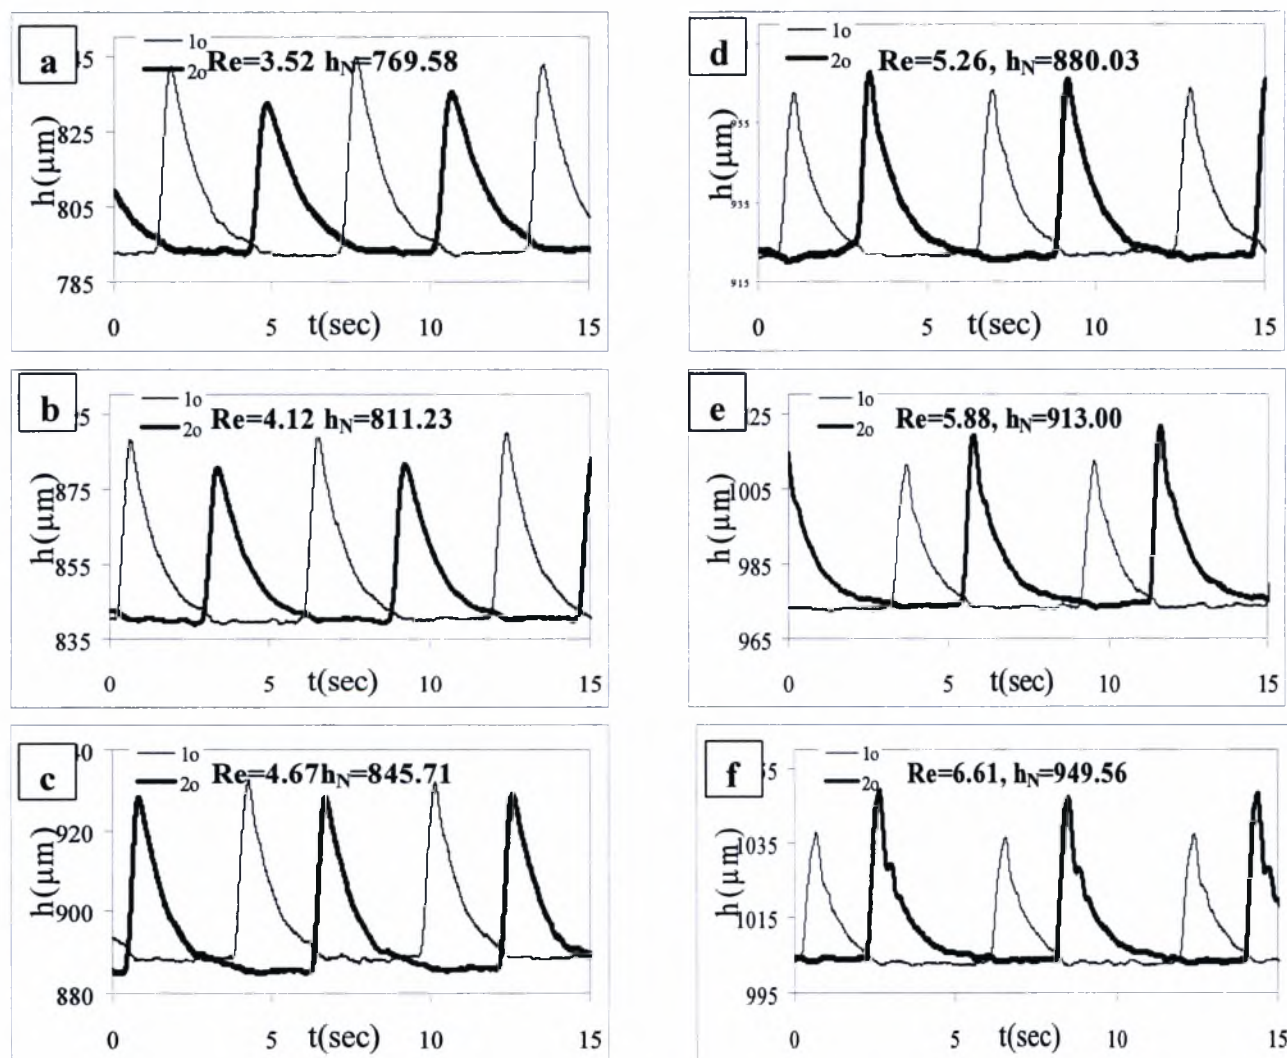 a
1o
2o
Re=3.52 h_N=769.58
825
805
785
h(μm)
0 5 10 15
t(sec)
d
1o
2o
Re=5.26, h_N=880.03
955
935
915
h(μm)
0 5 10 15
t(sec)
b
1o
2o
Re=4.12 h_N=811.23
875
855
835
h(μm)
0 5 10 15
t(sec)
e
1o
2o
Re=5.88, h_N=913.00
1005
985
965
h(μm)
0 5 10 15
t(sec)
c
1o
2o
Re=4.67h_N=845.71
920
900
880
h(μm)
0 5 10 15
t(sec)
f
1o
2o
Re=6.61, h_N=949.56
1035
1015
995
h(μm)
0 5 10 15
t(sec)